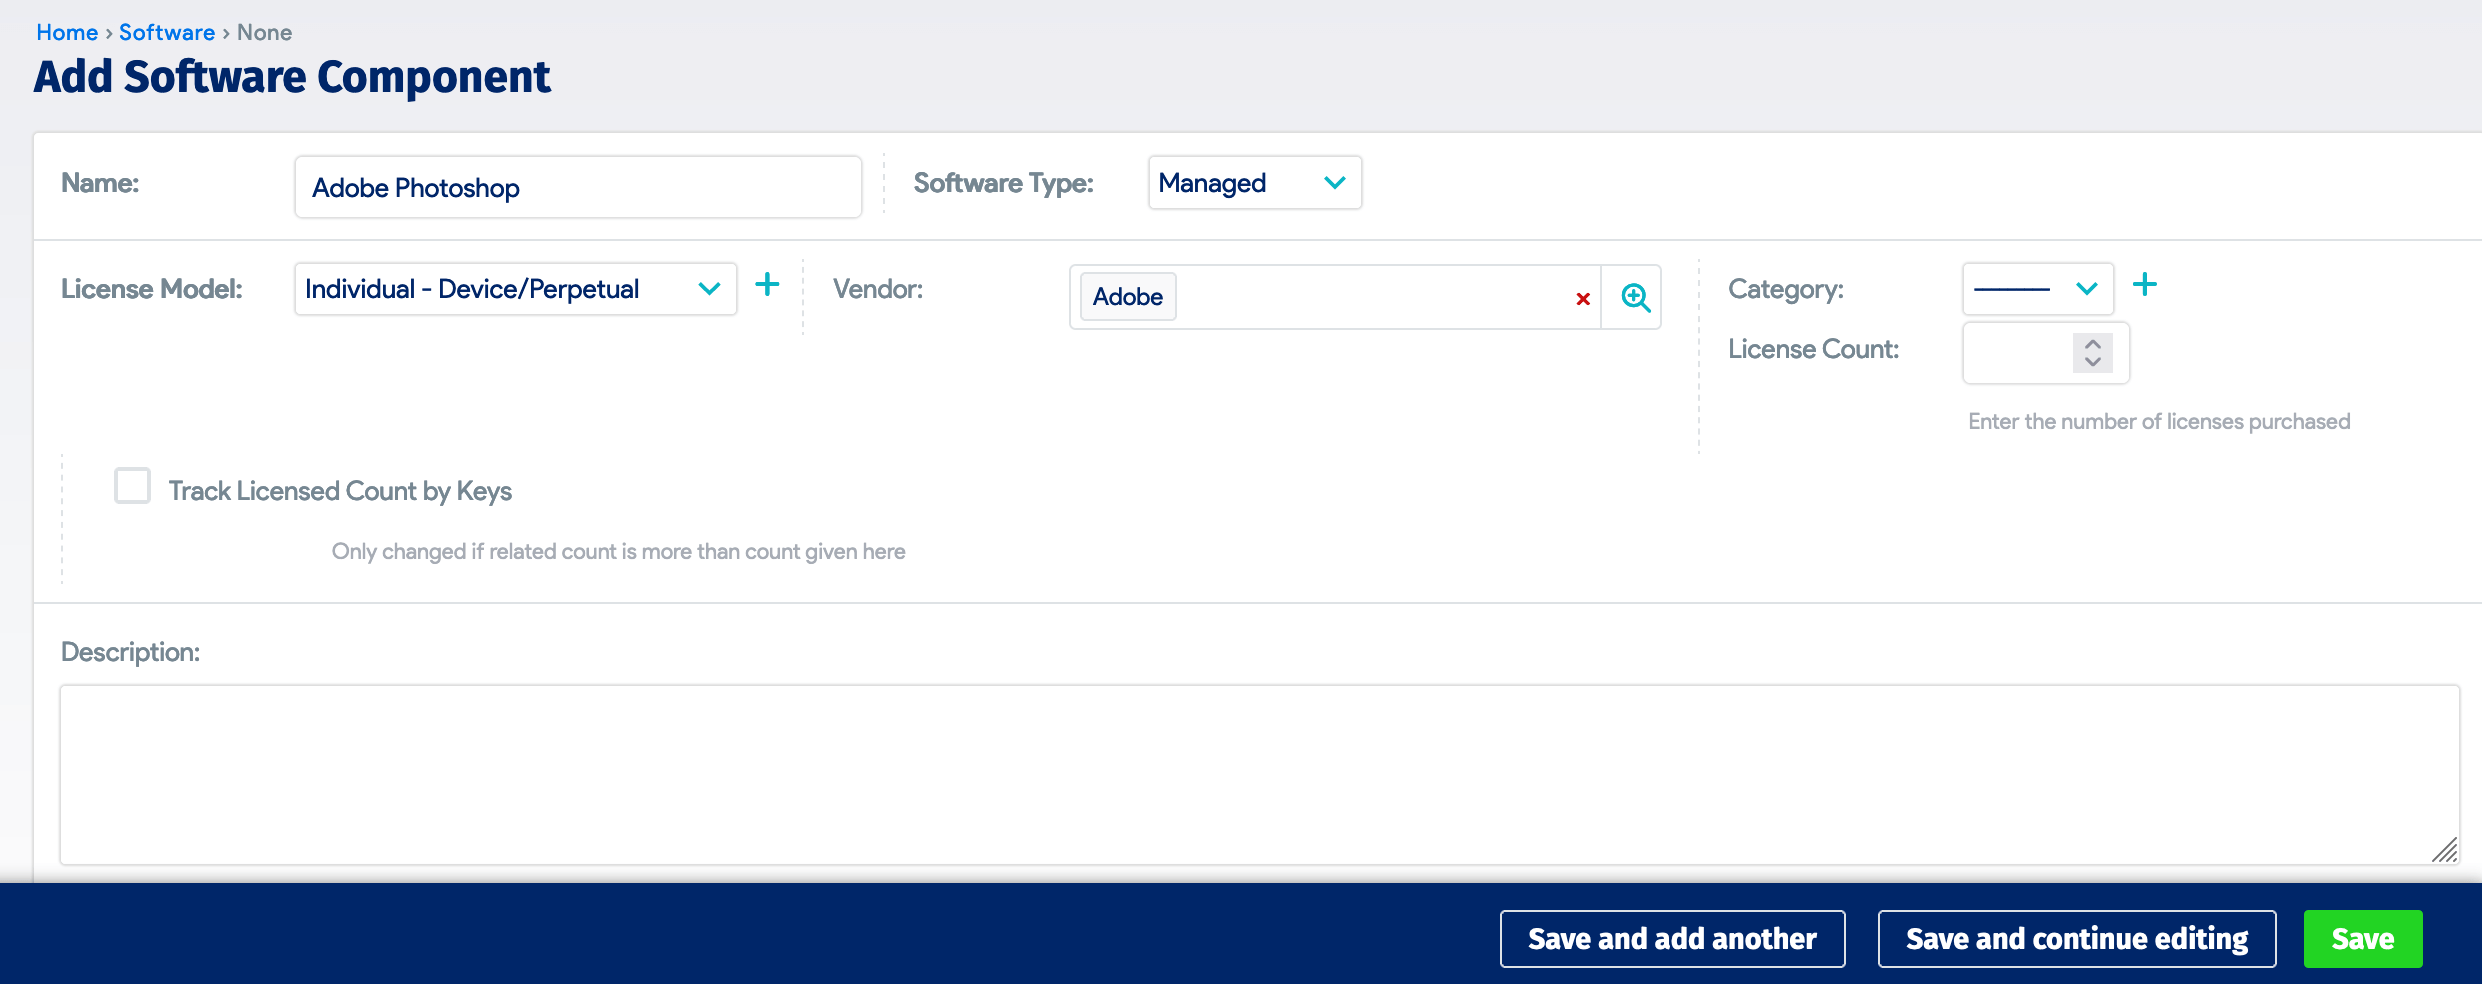 Home › Software › None
Add Software Component
Name: Adobe Photoshop Software Type: Managed
License Model: Individual - Device/Perpetual Vendor: Adobe Category: ---------
License Count:
Enter the number of licenses purchased
Track Licensed Count by Keys
Only changed if related count is more than count given here
Description:
Save and add another Save and continue editing Save